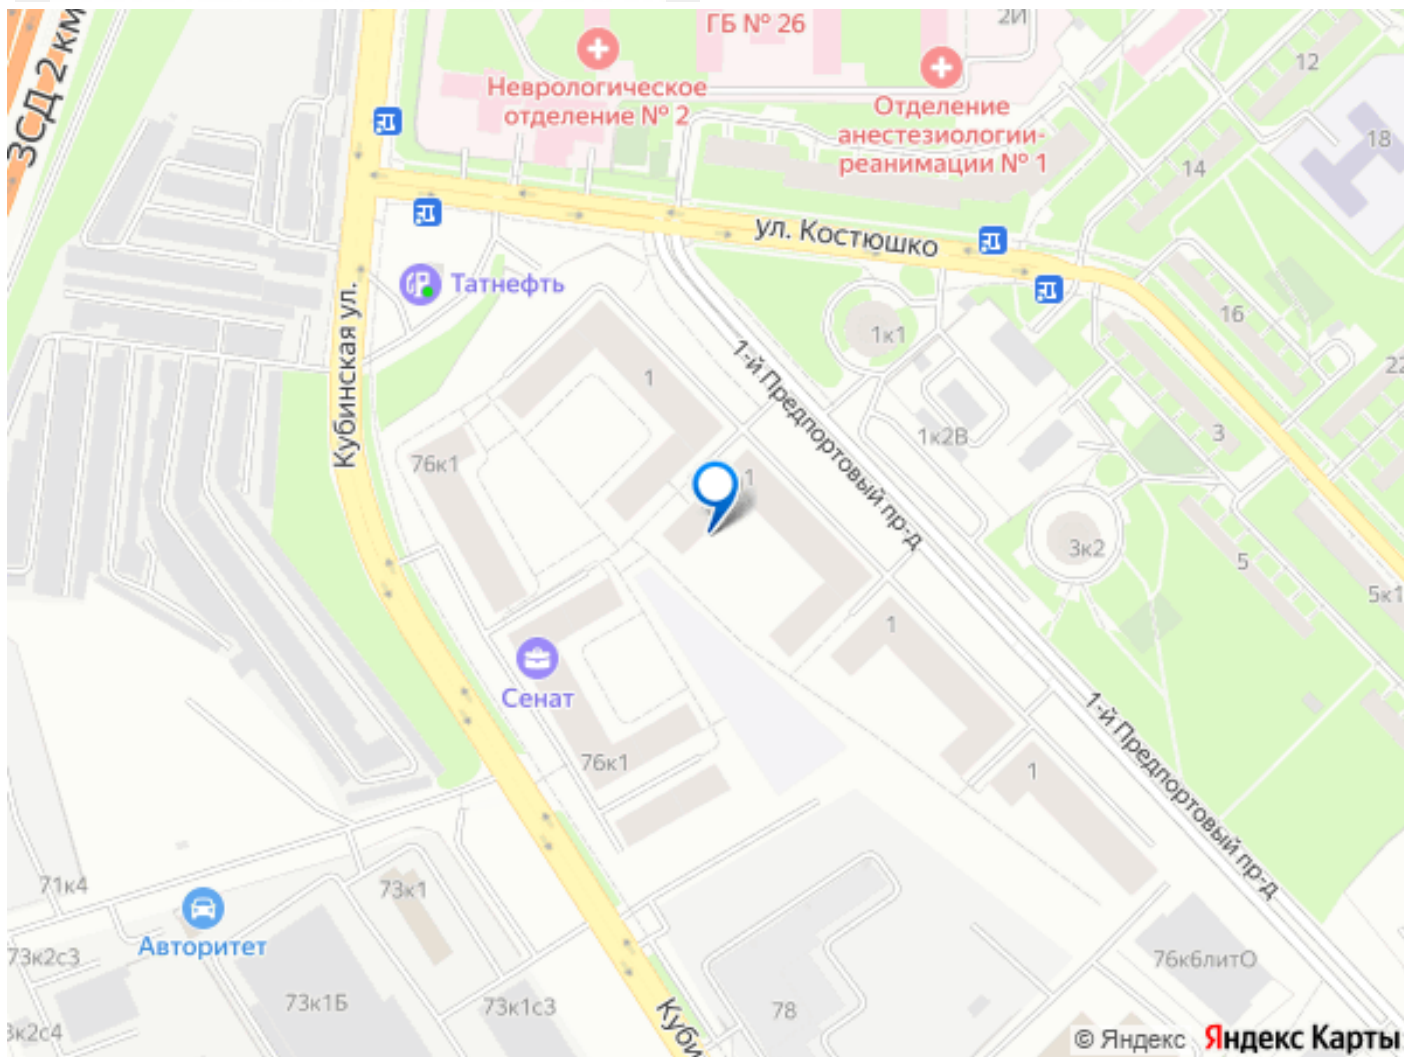 ГБ № 26
2И
12
ЗСД 2 км
Неврологическое
отделение № 2
Отделение
анестезиологии-
реанимации № 1
18
14
ул. Костюшко
Татнефть
Кубинская ул.
1к1
16
1-й Предпортовый пр-д
22
1
1к2В
3
76к1
1
3к2
5
5к1
1
Сенат
1-й Предпортовый пр-д
76к1
1
71к4
73к1
Авторитет
73к2с3
76к6литО
73к1Б
73к1с3
78
Куби
3к2с4
© Яндекс Яндекс Карты